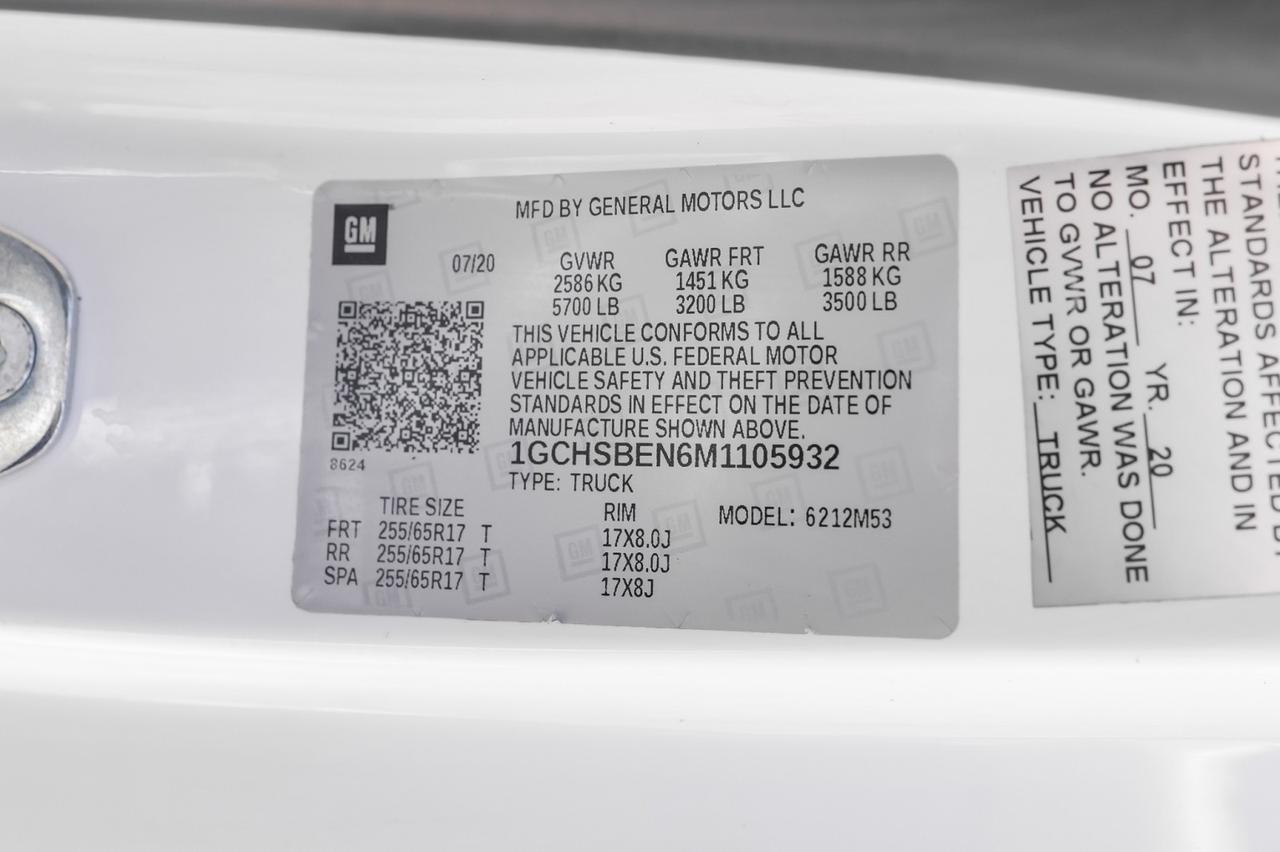 GM
MFD BY GENERAL MOTORS LLC
07/20
GVWR GAWR FRT GAWR RR
2586 KG 1451 KG 1588 KG
5700 LB 3200 LB 3500 LB
THIS VEHICLE CONFORMS TO ALL
APPLICABLE U.S. FEDERAL MOTOR
VEHICLE SAFETY AND THEFT PREVENTION
STANDARDS IN EFFECT ON THE DATE OF
MANUFACTURE SHOWN ABOVE.
8624
1GCHSBEN6M1105932
TYPE: TRUCK
TIRE SIZE RIM MODEL: 6212M53
FRT 255/65R17 T 17X8.0J
RR 255/65R17 T 17X8.0J
SPA 255/65R17 T 17X8J
STANDARDS AFFECTED BY
THE ALTERATION AND IN
EFFECT IN:
MO. 07 YR. 20
NO ALTERATION WAS DONE
TO GVWR OR GAWR.
VEHICLE TYPE: TRUCK